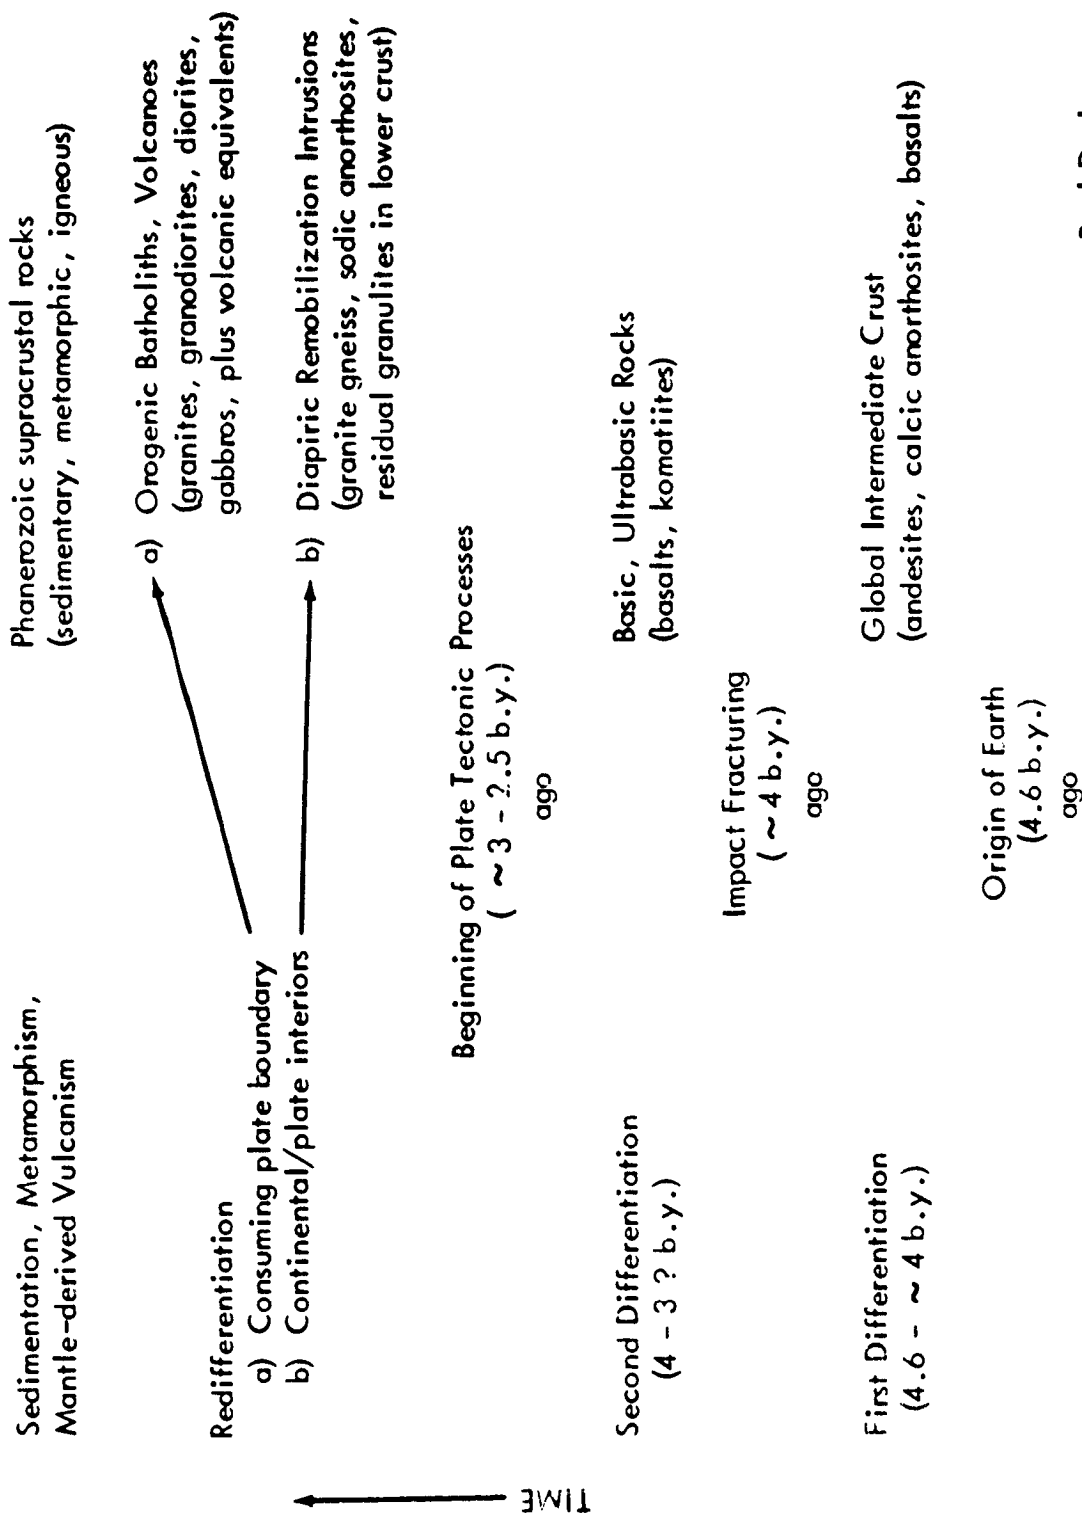 Sedimentation, Metamorphism,
Mantle-derived Vulcanism
Phanerozoic supracrustal rocks
(sedimentary, metamorphic, igneous)
Redifferentiation
a) Consuming plate boundary
b) Continental/plate interiors
a) Orogenic Batholiths, Volcanoes
(granites, granodiorites, diorites,
gabbros, plus volcanic equivalents)
b) Diapiric Remobilization Intrusions
(granite gneiss, sodic anorthosites,
residual granulites in lower crust)
Beginning of Plate Tectonic Processes
( ~ 3 - 2.5 b.y.)
ago
Second Differentiation
(4 - 3 ? b.y.)
Basic, Ultrabasic Rocks
(basalts, komatiites)
Impact Fracturing
( ~ 4 b.y.)
ago
First Differentiation
(4.6 - ~ 4 b.y.)
Global Intermediate Crust
(andesites, calcic anorthosites, basalts)
Origin of Earth
(4.6 b.y.)
ago
TIME